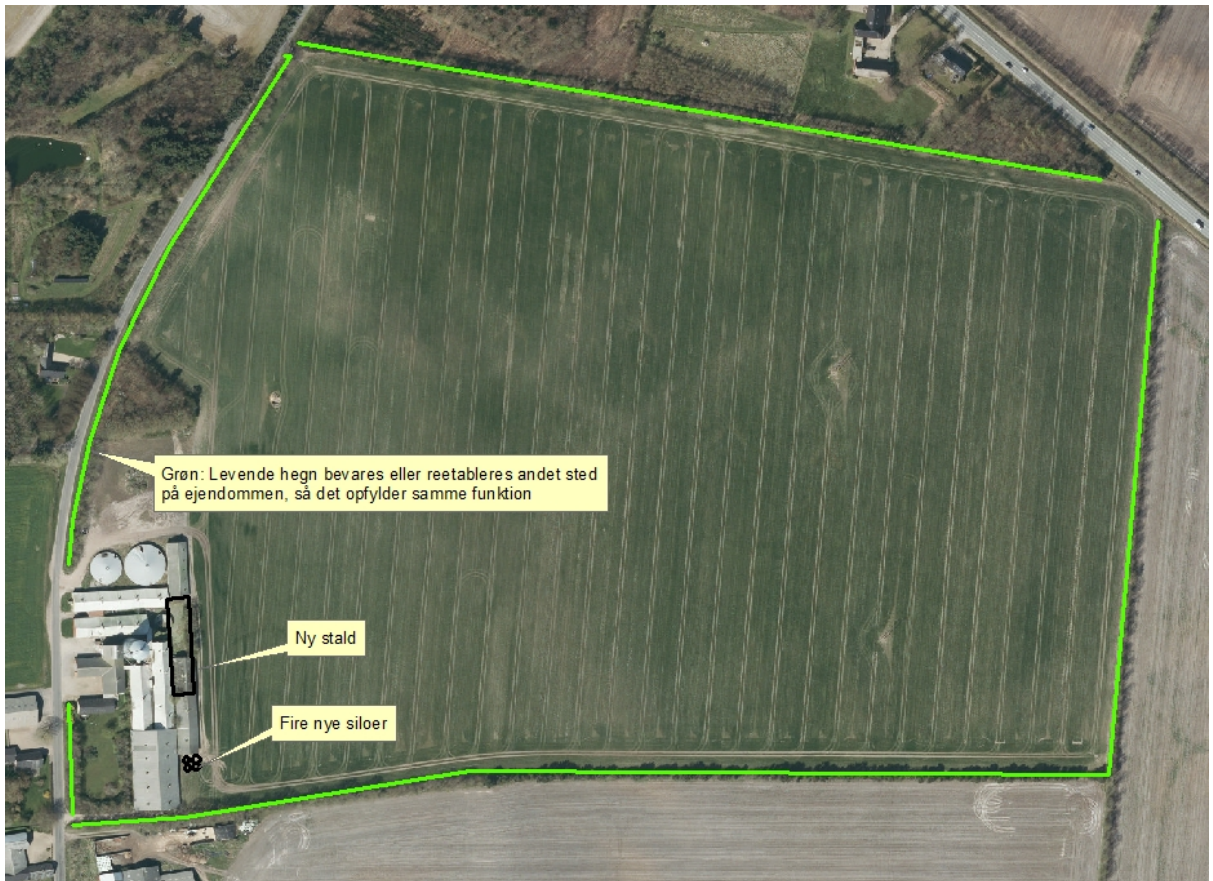 Grøn: Levende hegn bevares eller reetableres andet sted
på ejendommen, så det opfylder samme funktion
Ny stald
Fire nye siloer